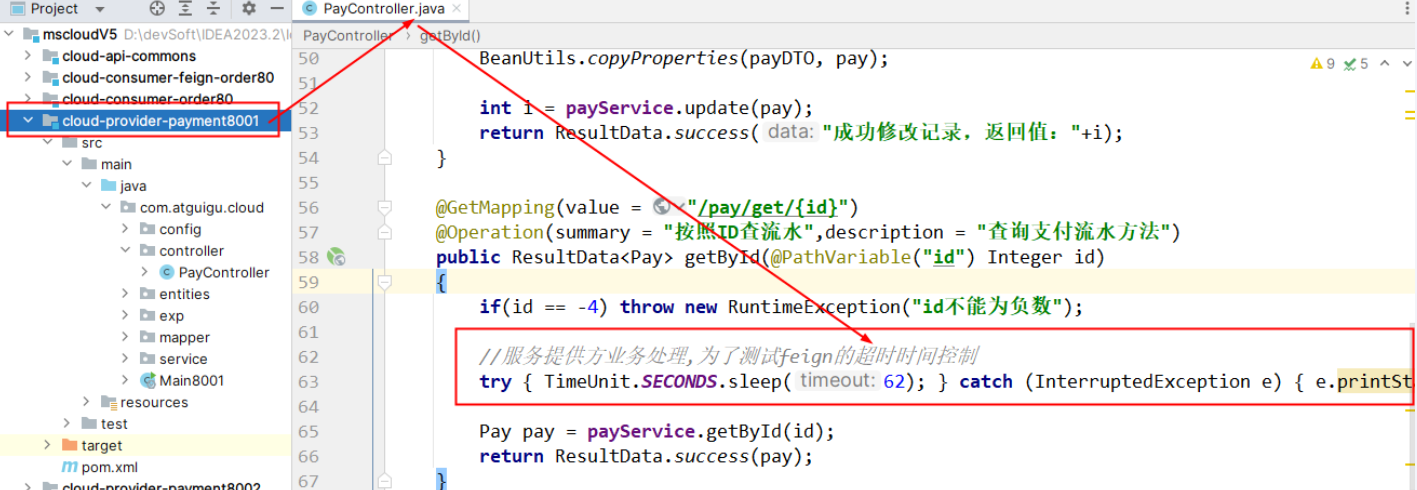 Project
PayController.java
mscloudV5 D:\devSoft\IDEA2023.2\I
cloud-api-commons
cloud-consumer-feign-order80
cloud-consumer-order80
cloud-provider-payment8001
src
main
java
com.atguigu.cloud
config
controller
PayController
entities
exp
mapper
service
Main8001
resources
test
target
pom.xml
cloud-provider-payment8002
PayController > getById()
9 5
50 BeanUtils.copyProperties(payDTO, pay);
51
52 int i = payService.update(pay);
53 return ResultData.success( data: "成功修改记录，返回值："+i);
54 }
55
56 @GetMapping(value = "/pay/get/{id}")
57 @Operation(summary = "按照ID查流水",description = "查询支付流水方法")
58 public ResultData<Pay> getById(@PathVariable("id") Integer id)
59 {
60 if(id == -4) throw new RuntimeException("id不能为负数");
61
62 //服务提供方业务处理,为了测试feign的超时时间控制
63 try { TimeUnit.SECONDS.sleep( timeout: 62); } catch (InterruptedException e) { e.printSt
64
65 Pay pay = payService.getById(id);
66 return ResultData.success(pay);
67 }